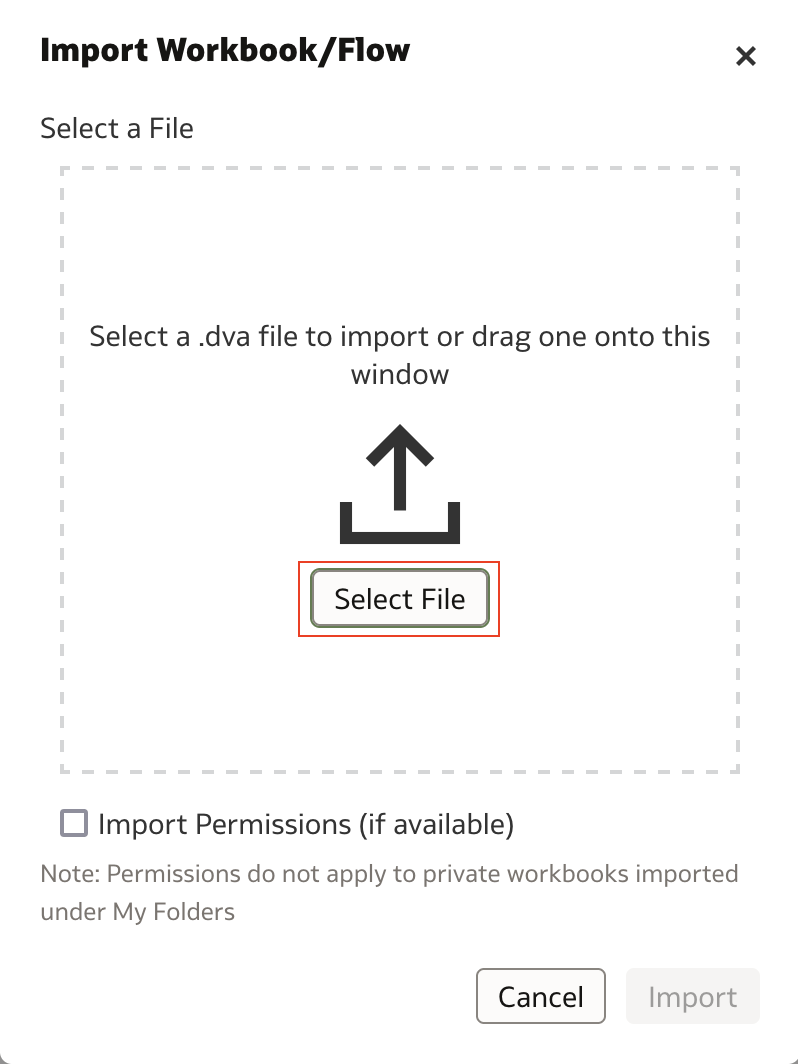 Import Workbook/Flow
Select a File
Select a .dva file to import or drag one onto this
window
Select File
Import Permissions (if available)
Note: Permissions do not apply to private workbooks imported
under My Folders
Cancel
Import